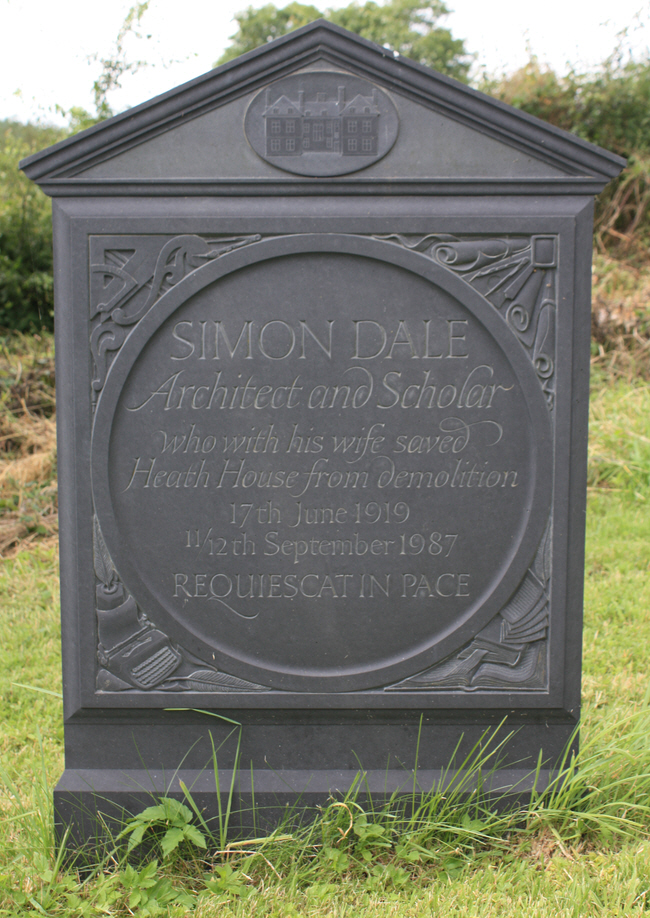 SIMON DALE
Architect and Scholar
who with his wife saved
Heath House from demolition
17th June 1919
11/12th September 1987
REQUIESCAT IN PACE